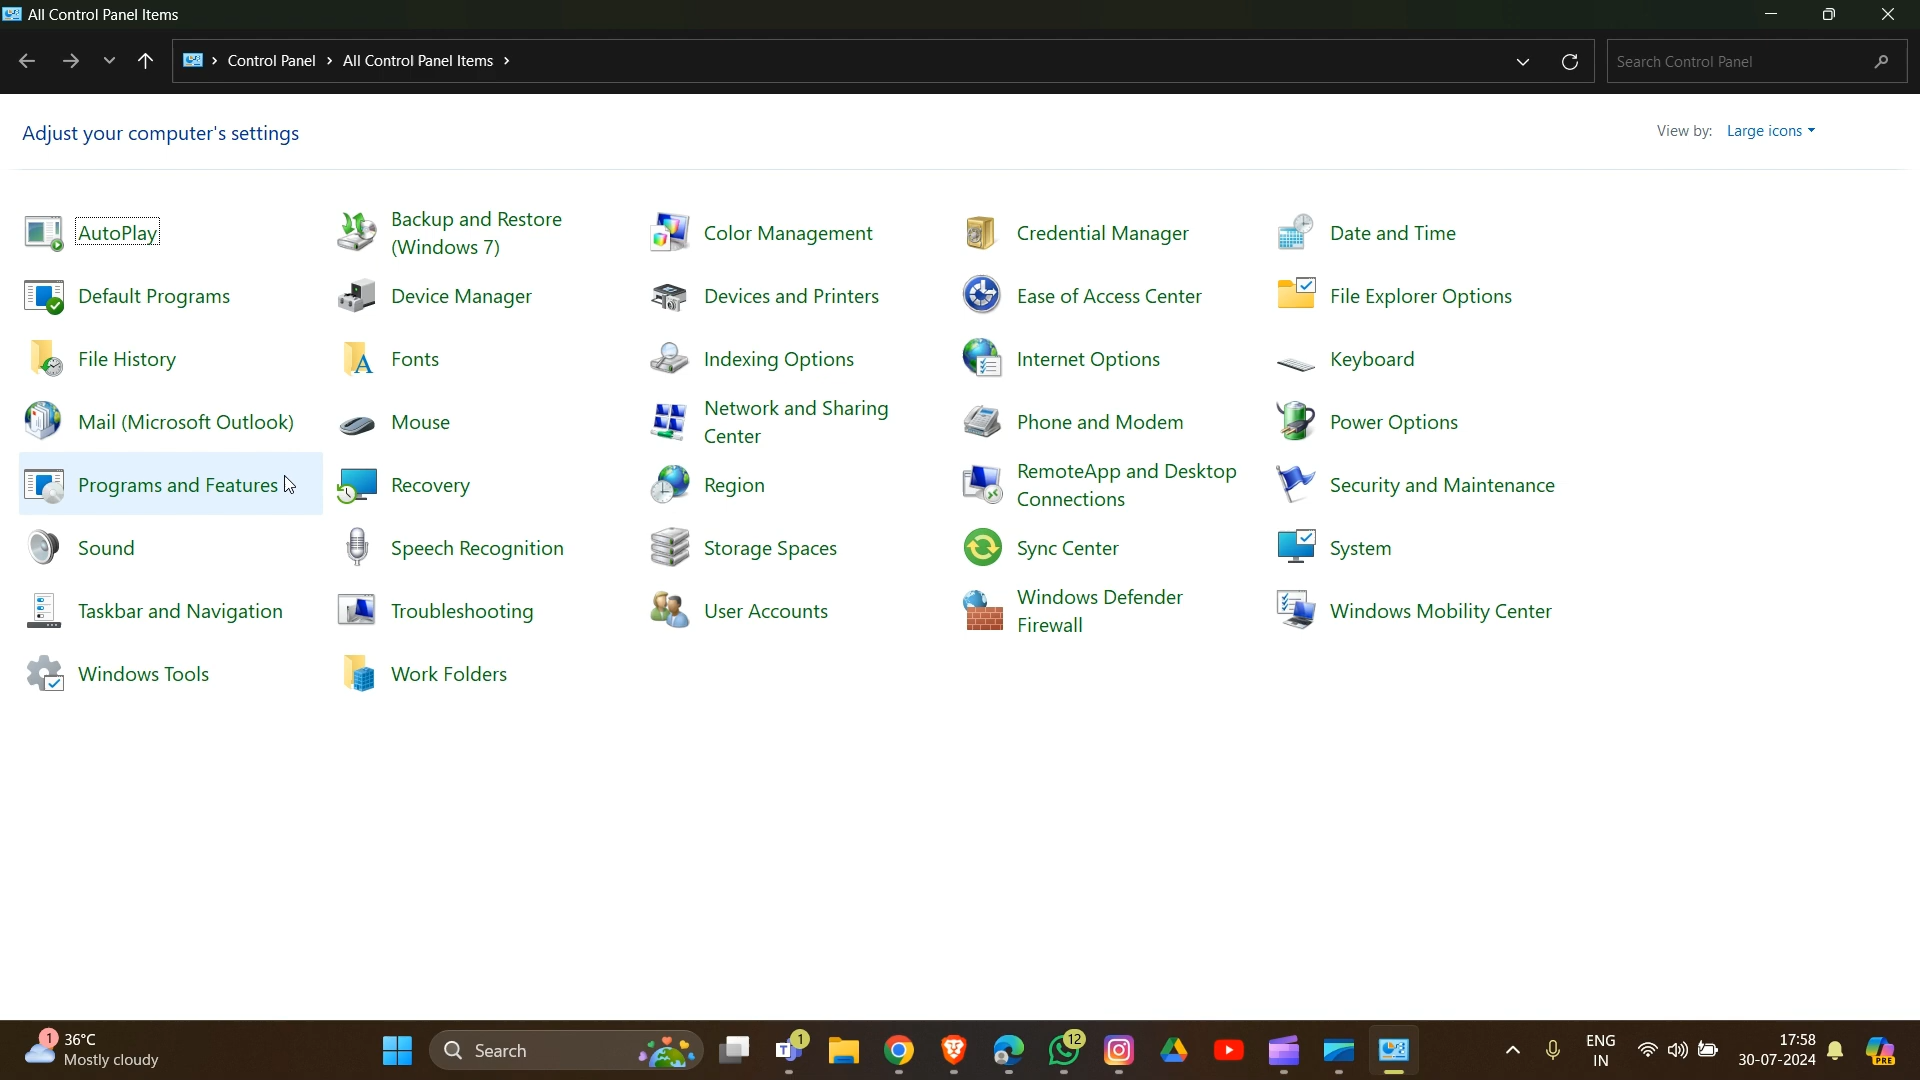 All Control Panel Items
Control Panel > All Control Panel Items >
Search Control Panel
Adjust your computer's settings
View by: Large icons
AutoPlay
Backup and Restore
(Windows 7)
Color Management
Credential Manager
Date and Time
Default Programs
Device Manager
Devices and Printers
Ease of Access Center
File Explorer Options
File History
Fonts
Indexing Options
Internet Options
Keyboard
Mail (Microsoft Outlook)
Mouse
Network and Sharing
Center
Phone and Modem
Power Options
Programs and Features
Recovery
Region
RemoteApp and Desktop
Connections
Security and Maintenance
Sound
Speech Recognition
Storage Spaces
Sync Center
System
Taskbar and Navigation
Troubleshooting
User Accounts
Windows Defender
Firewall
Windows Mobility Center
Windows Tools
Work Folders
1
36°C
Mostly cloudy
Search
1
12
ENG
IN
17:58
30-07-2024
PRE